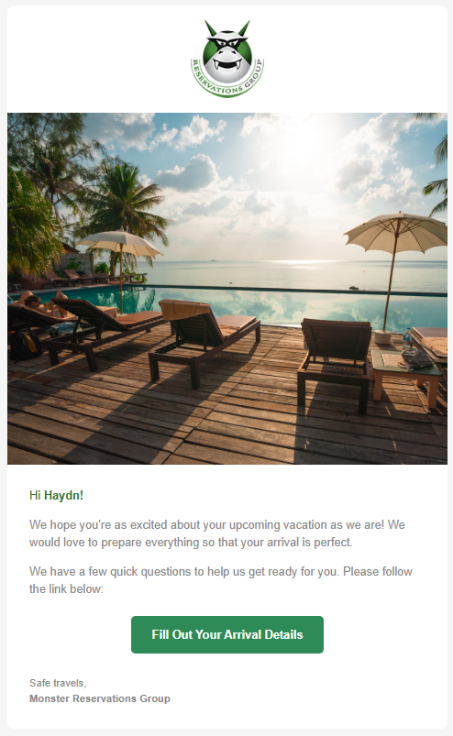 RESERVATIONS GROUP
Hi Haydn!
We hope you're as excited about your upcoming vacation as we are! We
would love to prepare everything so that your arrival is perfect.
We have a few quick questions to help us get ready for you. Please follow
the link below:
Fill Out Your Arrival Details
Safe travels,
Monster Reservations Group